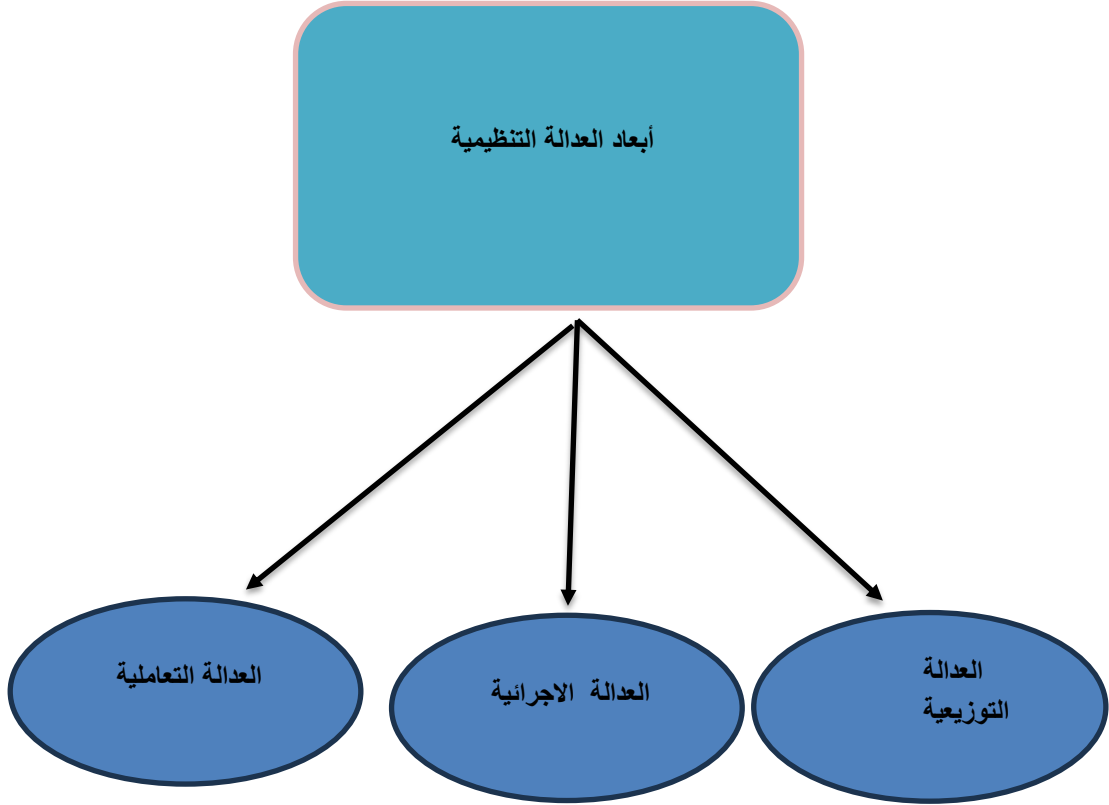 أبعاد العدالة التنظيمية
العدالة
التوزيعية
العدالة الاجرائية
العدالة التعاملية